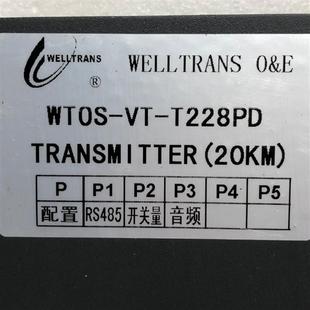 WELLTRANS
®
WELLTRANS O&E
WTOS-VT-T228PD
TRANSMITTER(20KM)
P P1 P2 P3 P4 P5
配置 RS485 开关量 音频